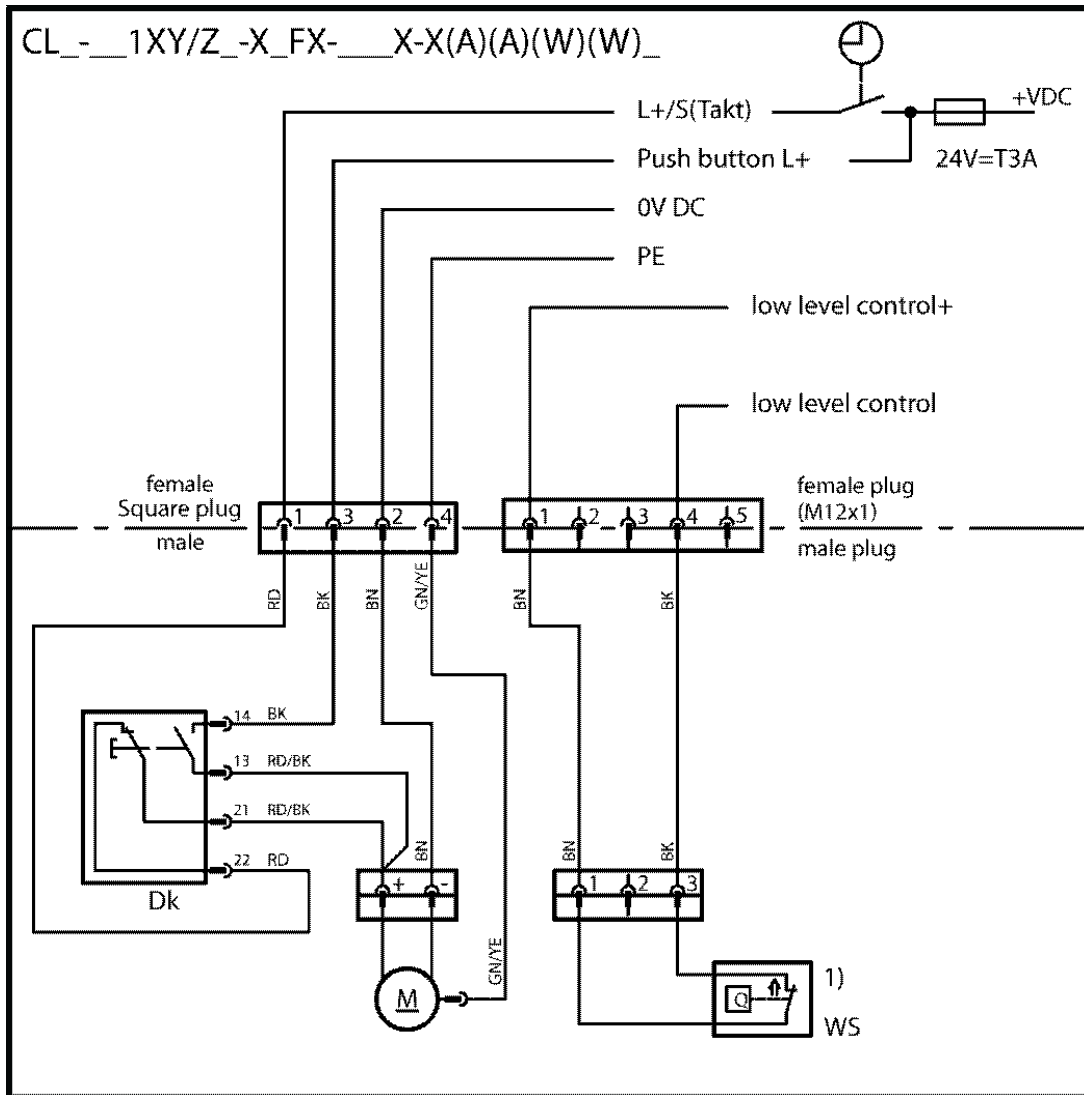 CL_-__1XY/Z_-X_FX-___X-X(A)(A)(W)(W)_
L+/S(Takt)
+VDC
Push button L+
24V=T3A
0V DC
PE
low level control+
low level control
female
Square plug
male
1 3 2 4
1 2 3 4 5
female plug
(M12x1)
male plug
RD
BK
BN
GN/YE
BN
BK
14 BK
13 RD/BK
21 RD/BK
22 RD
Dk
BN
+ -
GN/YE
M
BN
BK
1 2 3
Q
1)
WS